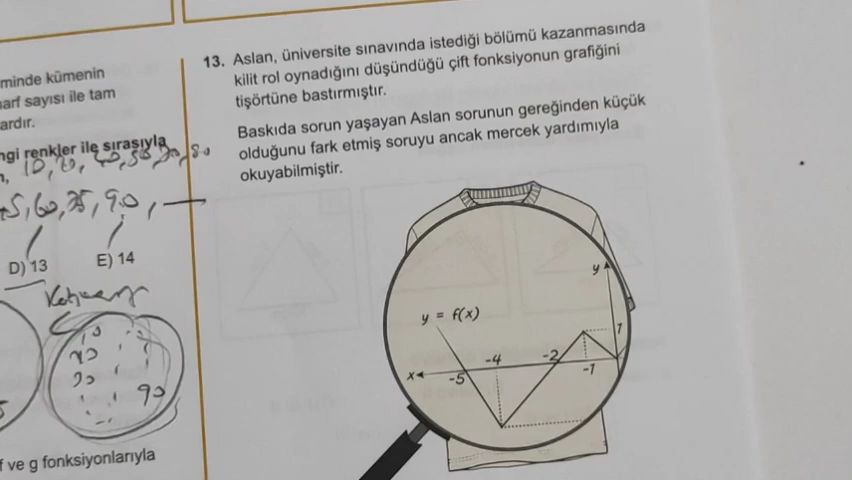 minde kümenin
arf sayısı ile tam
ardır.
ngi renkler ile sırasıyla
D) 13
E) 14
90
f ve g fonksiyonlarıyla
13. Aslan, üniversite sınavında istediği bölümü kazanmasında
kilit rol oynadığını düşündüğü çift fonksiyonun grafiğini
tişörtüne bastırmıştır.
Baskıda sorun yaşayan Aslan sorunun gereğinden küçük
olduğunu fark etmiş soruyu ancak mercek yardımıyla
okuyabilmiştir.
y
y = f(x)
1
-4
-2
x
-5
-1